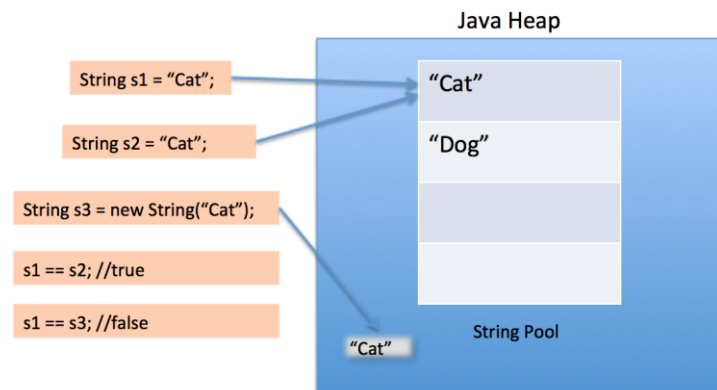 Java Heap
String s1 = “Cat”;
“Cat”
String s2 = “Cat”;
“Dog”
String s3 = new String(“Cat”);
s1 == s2; //true
s1 == s3; //false
String Pool
“Cat”